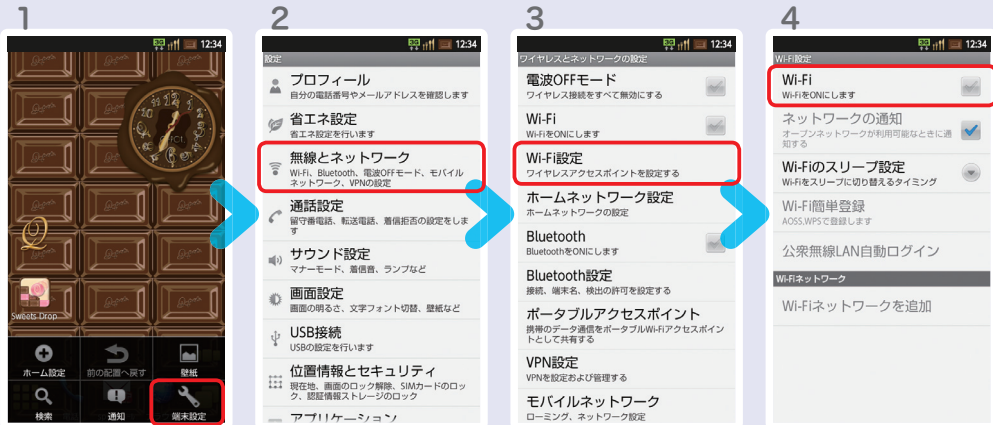 1
3G 12:34
Q
Sweets Drop
ホーム設定
前の配置へ戻す
壁紙
検索
通知
端末設定
2
3G 12:34
設定
プロフィール
自分の電話番号やメールアドレスを確認します
省エネ設定
省エネ設定を行います
無線とネットワーク
Wi-Fi、Bluetooth、電波OFFモード、モバイル
ネットワーク、VPNの設定
通話設定
留守番電話、転送電話、着信拒否の設定をしま
す
サウンド設定
マナーモード、着信音、ランプなど
画面設定
画面の明るさ、文字フォント切替、壁紙など
USB接続
USBの設定を行います
位置情報とセキュリティ
現在地、画面のロック解除、SIMカードのロッ
ク、認証情報ストレージのロック
アプリケーション
3
3G 12:34
ワイヤレスとネットワークの設定
電波OFFモード
ワイヤレス接続をすべて無効にする
Wi-Fi
Wi-FiをONにします
Wi-Fi設定
ワイヤレスアクセスポイントを設定する
ホームネットワーク設定
ホームネットワークの設定
Bluetooth
BluetoothをONにします
Bluetooth設定
接続、端末名、検出の許可を設定する
ポータブルアクセスポイント
携帯のデータ通信をポータブルWi-Fiアクセスポイン
トとして共有する
VPN設定
VPNを設定および管理する
モバイルネットワーク
ローミング、ネットワーク設定
4
3G 12:34
Wi-Fi設定
Wi-Fi
Wi-FiをONにします
ネットワークの通知
オープンネットワークが利用可能なときに通
知する
Wi-Fiのスリープ設定
Wi-Fiをスリープに切り替えるタイミング
Wi-Fi簡単登録
AOSS,WPSで登録します
公衆無線LAN自動ログイン
Wi-Fiネットワーク
Wi-Fiネットワークを追加